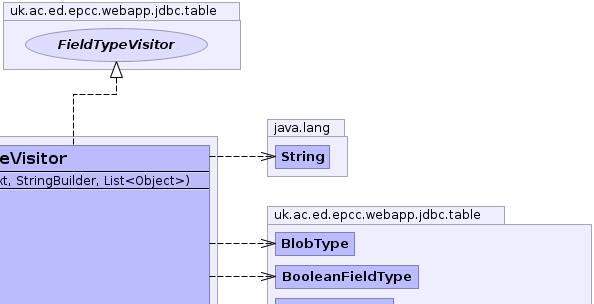 uk.ac.ed.epcc.webapp.jdbc.table
FieldTypeVisitor
java.lang
String
eVisitor
xt, StringBuilder, List<Object>)
uk.ac.ed.epcc.webapp.jdbc.table
BlobType
BooleanFieldType